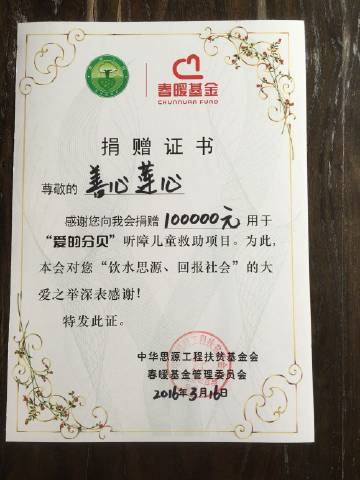 春暖基金
CHUNNUAN FUND
捐赠证书
尊敬的 善心莲心
感谢您向我会捐赠 100000元 用于
“爱的分贝”听障儿童救助项目。为此，
本会对您“饮水思源、回报社会”的大
爱之举深表感谢！
特发此证。
中华思源工程扶贫基金会
春暖基金管理委员会
2016年3月16日